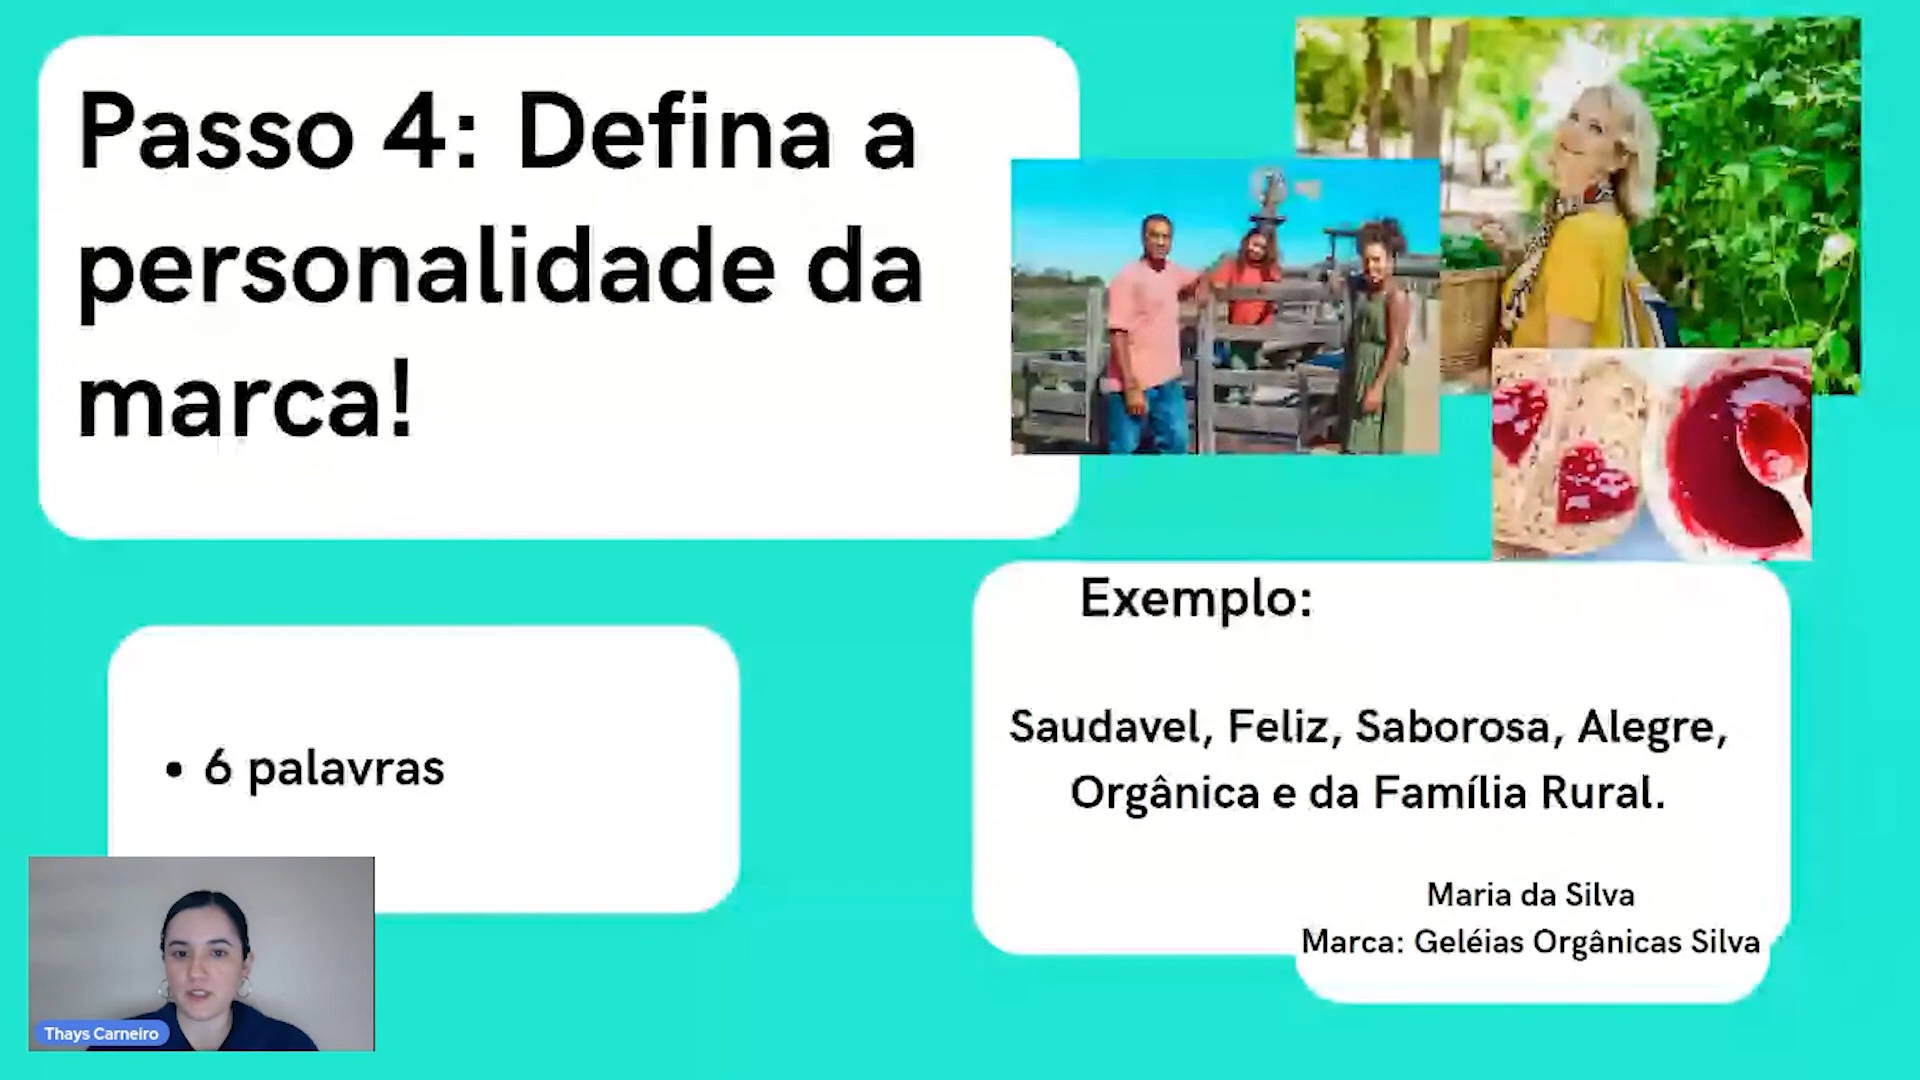 Passo 4: Defina a
personalidade da
marca!
• 6 palavras
Exemplo:
Saudavel, Feliz, Saborosa, Alegre,
Orgânica e da Família Rural.
Maria da Silva
Marca: Geléias Orgânicas Silva
Thays Carneiro